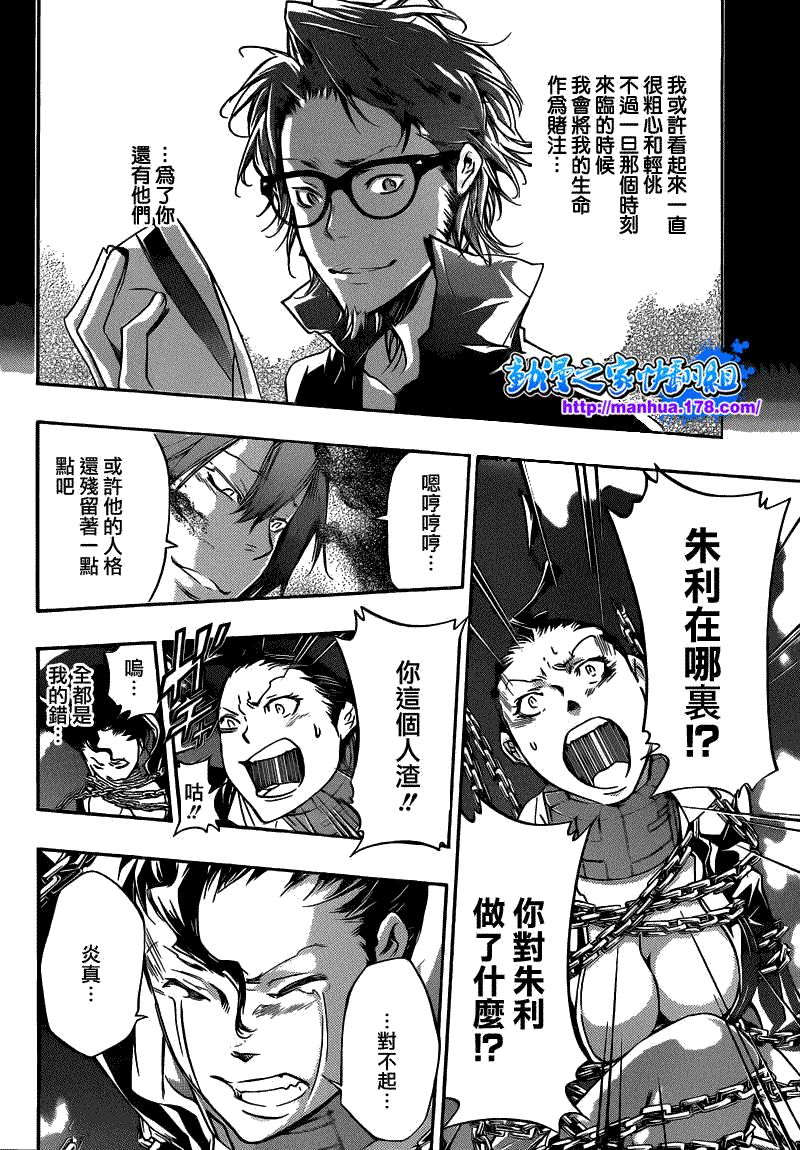 我或許看起來一直
很粗心和輕佻
不過一旦那個時刻
來臨的時候
我會將我的生命
作為賭注…
…為了你
還有他們
動漫之家快刊組
http://manhua.178.com/
朱利在哪裏!?
你對朱利
做了什麼!?
嗯哼哼哼…
或許他的人格
還殘留著一點
點吧
你這個人渣!!
咕!!
嗚…
全都是
我的錯…
…對不起…
炎真…